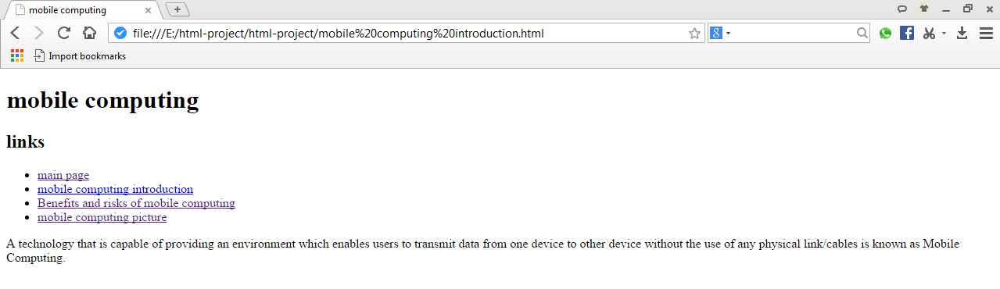 mobile computing
file:///E:/html-project/html-project/mobile%20computing%20introduction.html
Import bookmarks
mobile computing
links
main page
mobile computing introduction
Benefits and risks of mobile computing
mobile computing picture
A technology that is capable of providing an environment which enables users to transmit data from one device to other device without the use of any physical link/cables is known as Mobile
Computing.